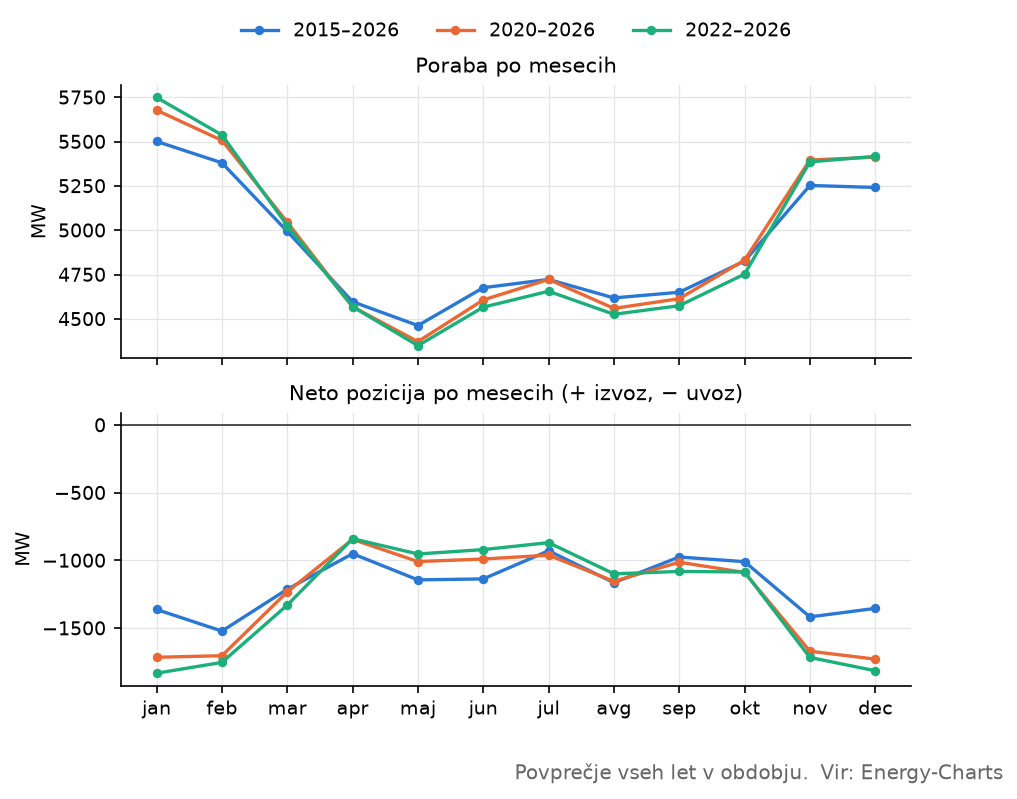 2015–2026 2020–2026 2022–2026
Poraba po mesecih
5750
5500
5250
5000
4750
4500
MW
Neto pozicija po mesecih (+ izvoz, − uvoz)
0
−500
−1000
−1500
MW
jan feb mar apr maj jun jul avg sep okt nov dec
Povprečje vseh let v obdobju. Vir: Energy-Charts